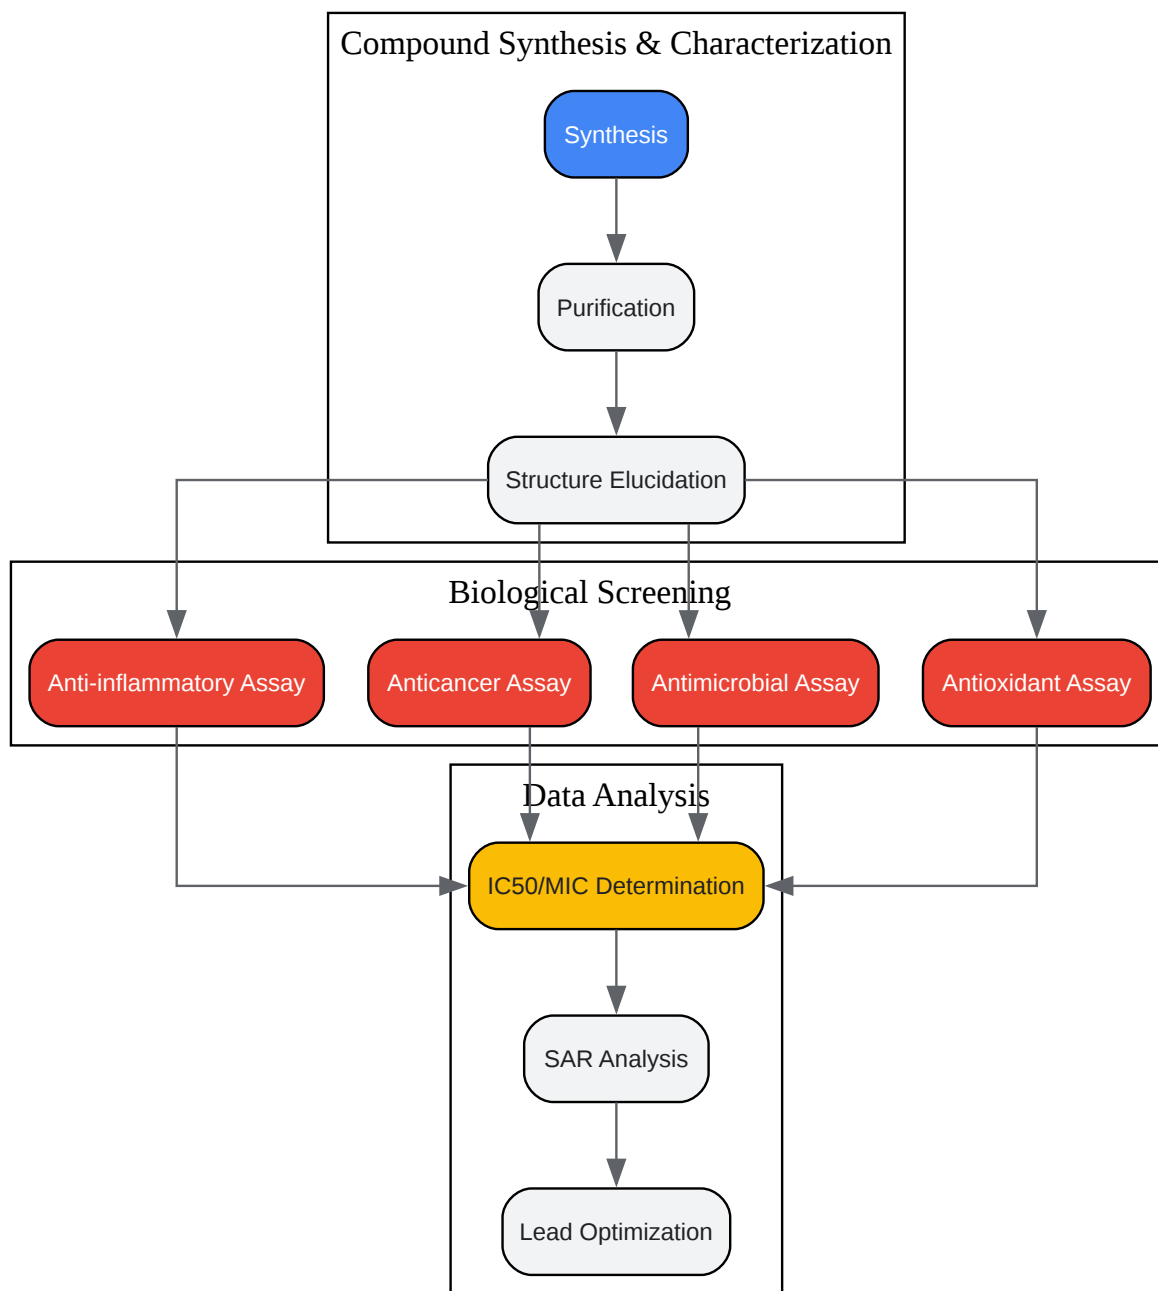 Compound Synthesis & Characterization
Synthesis
Purification
Structure Elucidation
Biological Screening
Anti-inflammatory Assay
Anticancer Assay
Antimicrobial Assay
Antioxidant Assay
Data Analysis
IC50/MIC Determination
SAR Analysis
Lead Optimization